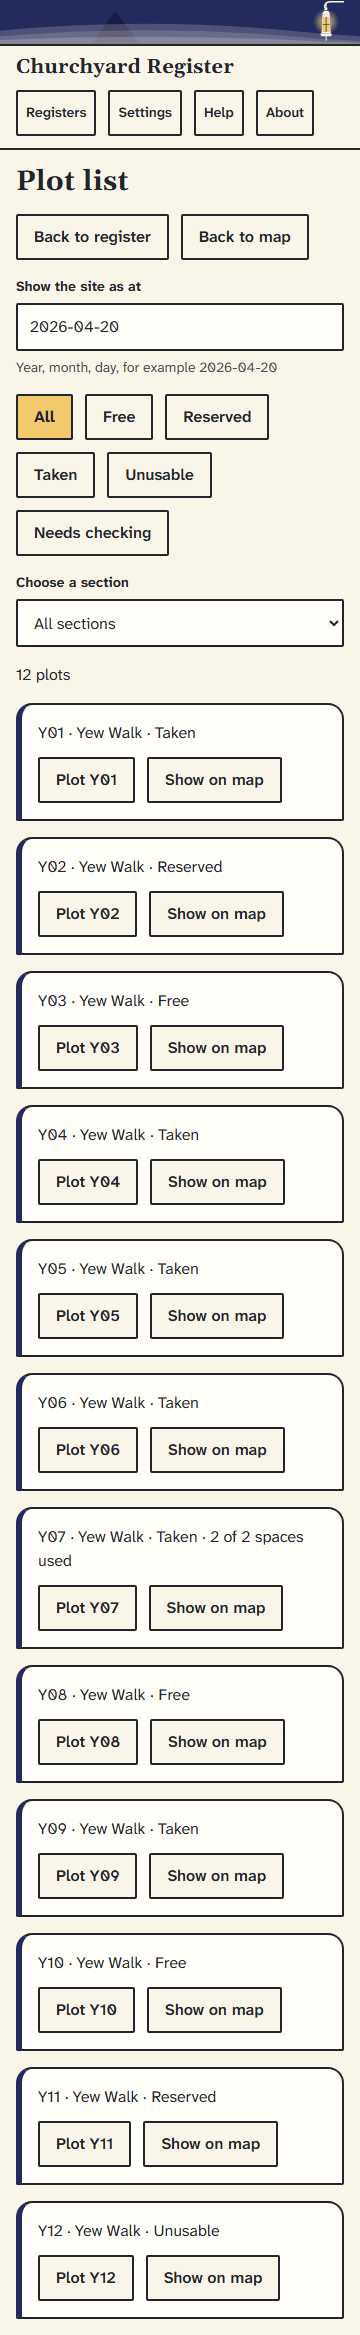 Churchyard Register
Registers Settings Help About
Plot list
Back to register Back to map
Show the site as at
2026-04-20
Year, month, day, for example 2026-04-20
All Free Reserved
Taken Unusable
Needs checking
Choose a section
All sections
12 plots
Y01 · Yew Walk · Taken
Plot Y01 Show on map
Y02 · Yew Walk · Reserved
Plot Y02 Show on map
Y03 · Yew Walk · Free
Plot Y03 Show on map
Y04 · Yew Walk · Taken
Plot Y04 Show on map
Y05 · Yew Walk · Taken
Plot Y05 Show on map
Y06 · Yew Walk · Taken
Plot Y06 Show on map
Y07 · Yew Walk · Taken · 2 of 2 spaces
used
Plot Y07 Show on map
Y08 · Yew Walk · Free
Plot Y08 Show on map
Y09 · Yew Walk · Taken
Plot Y09 Show on map
Y10 · Yew Walk · Free
Plot Y10 Show on map
Y11 · Yew Walk · Reserved
Plot Y11 Show on map
Y12 · Yew Walk · Unusable
Plot Y12 Show on map